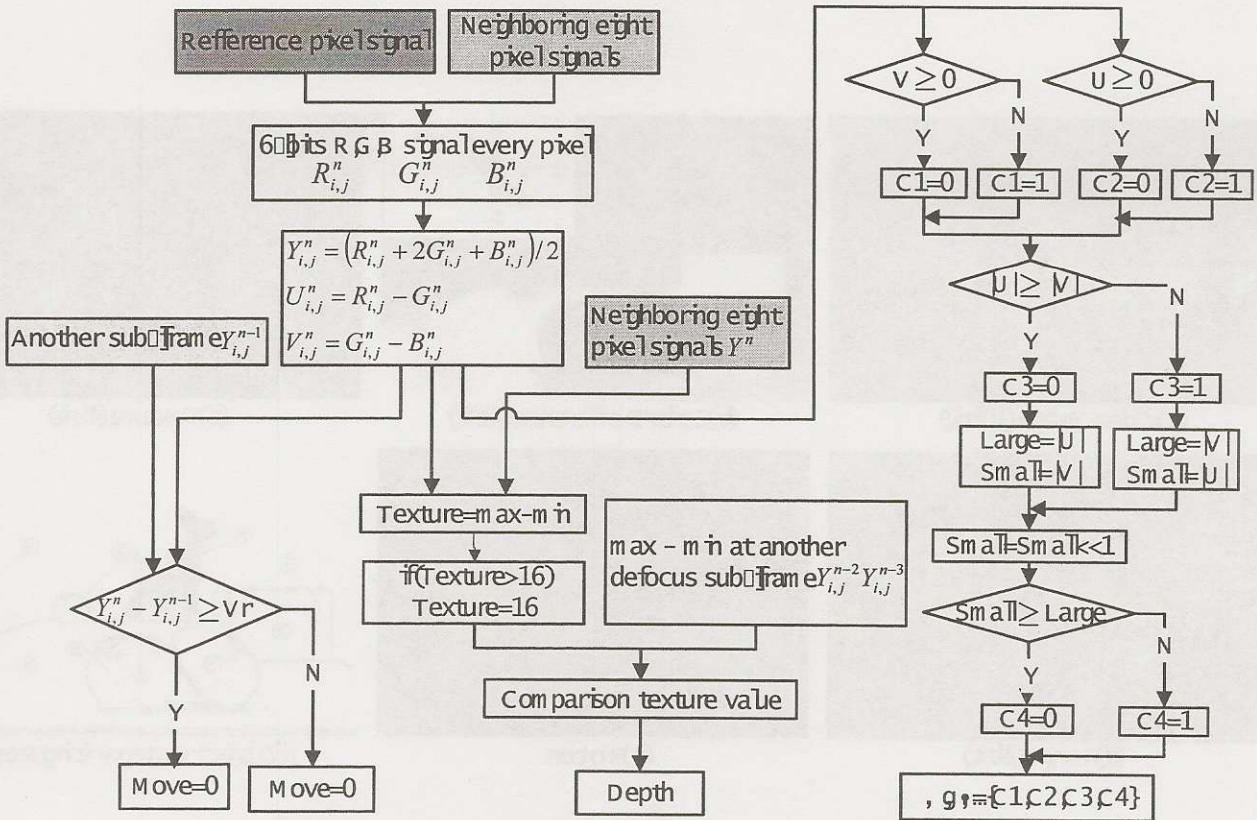 Refference pixel signal
Neighboring eight
pixel signals
bits R,G,B signal every pixel
R^n_{i,j} G^n_{i,j} B^n_{i,j}
Y^n_{i,j} = (R^n_{i,j} + 2G^n_{i,j} + B^n_{i,j})/2
U^n_{i,j} = R^n_{i,j} − G^n_{i,j}
V^n_{i,j} = G^n_{i,j} − B^n_{i,j}
Neighboring eight
pixel signals Y^n
Another sub-frame Y^{n-1}_{i,j}
Texture=max-min
if(Texture>16)
Texture=16
max – min at another
defocus sub-frame Y^{n-2}_{i,j} Y^{n-3}_{i,j}
Y^n_{i,j} − Y^{n-1}_{i,j} ≥ Vr
Y
N
Move=0
Move=0
Comparison texture value
Depth
V ≥ 0
Y
N
U ≥ 0
Y
N
C1=0
C1=1
C2=0
C2=1
|U| ≥ |V|
Y
N
C3=0
C3=1
Large=|U|
Small=|V|
Large=|V|
Small=|U|
Small=Small<<1
Small ≥ Large
Y
N
C4=0
C4=1
={C1,C2,C3,C4}